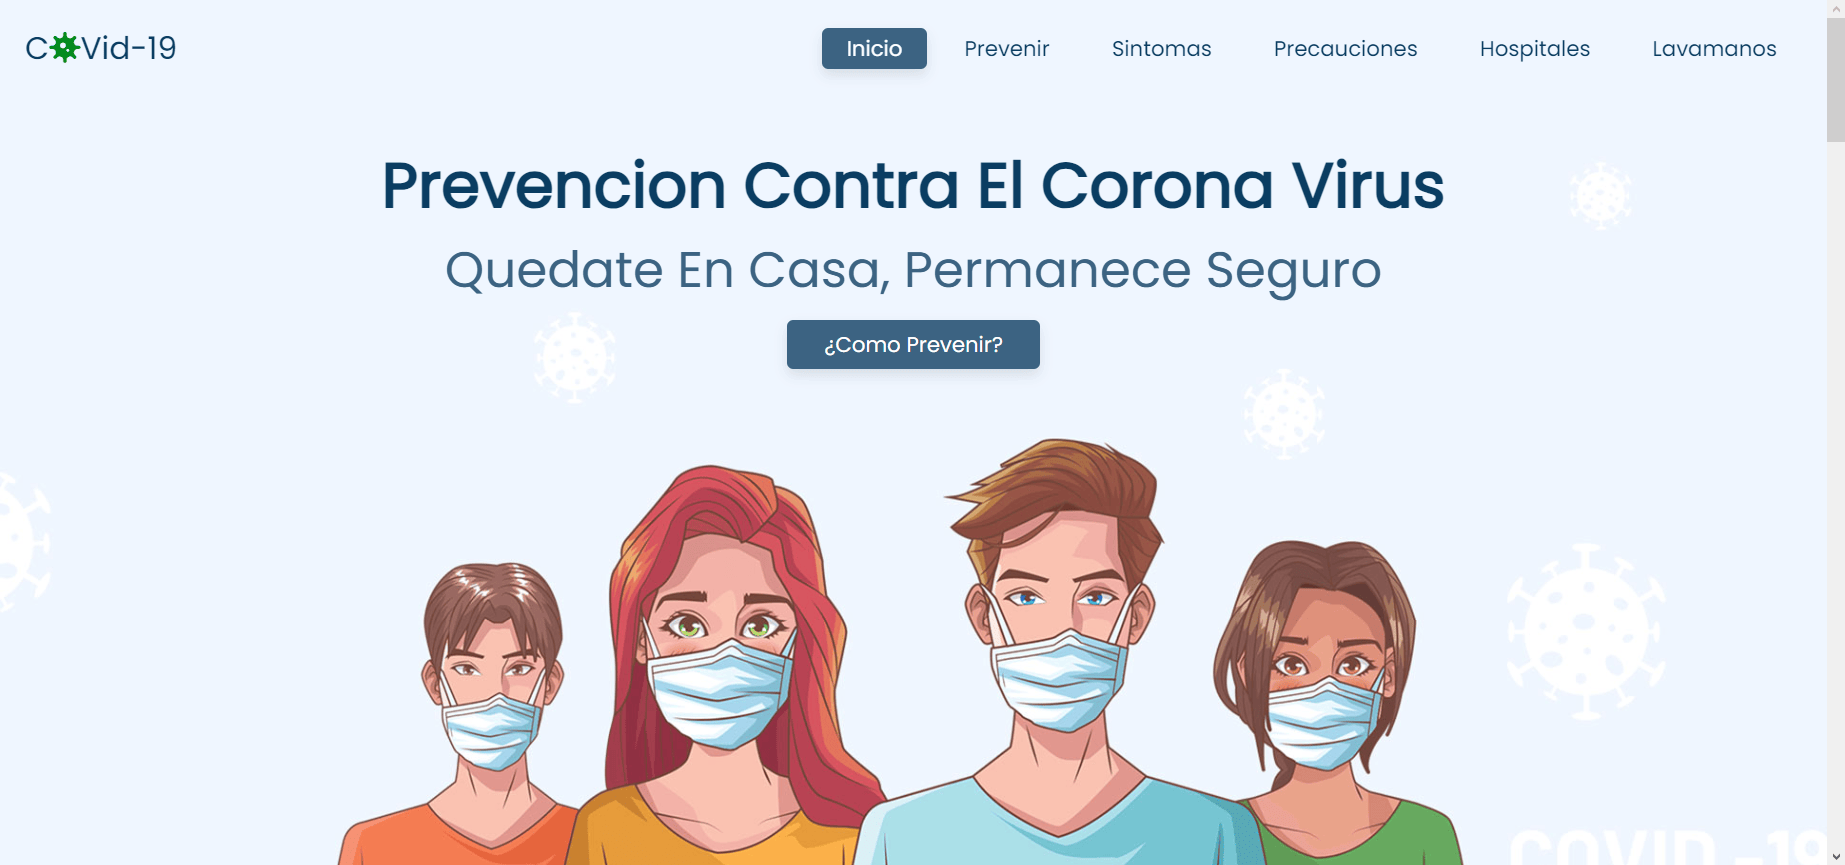 CoVid-19
Inicio Prevenir Sintomas Precauciones Hospitales Lavamanos
Prevencion Contra El Corona Virus
Quedate En Casa, Permanece Seguro
¿Como Prevenir?
COVID -19